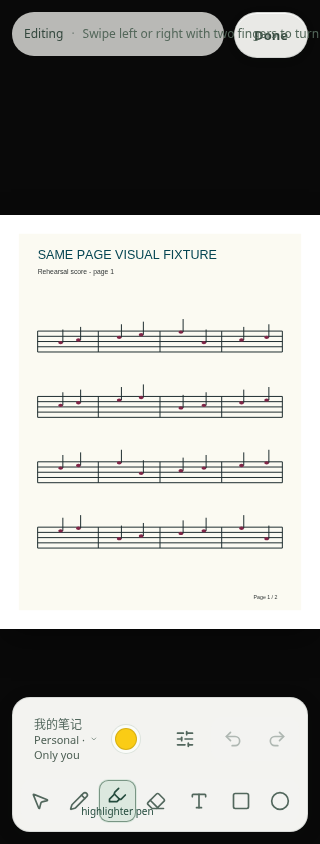 Editing · Swipe left or right with two fingers to turn
Done
SAME PAGE VISUAL FIXTURE
Rehearsal score - page 1
Page 1 / 2
我的笔记
Personal ·
Only you
T
highlighter pen